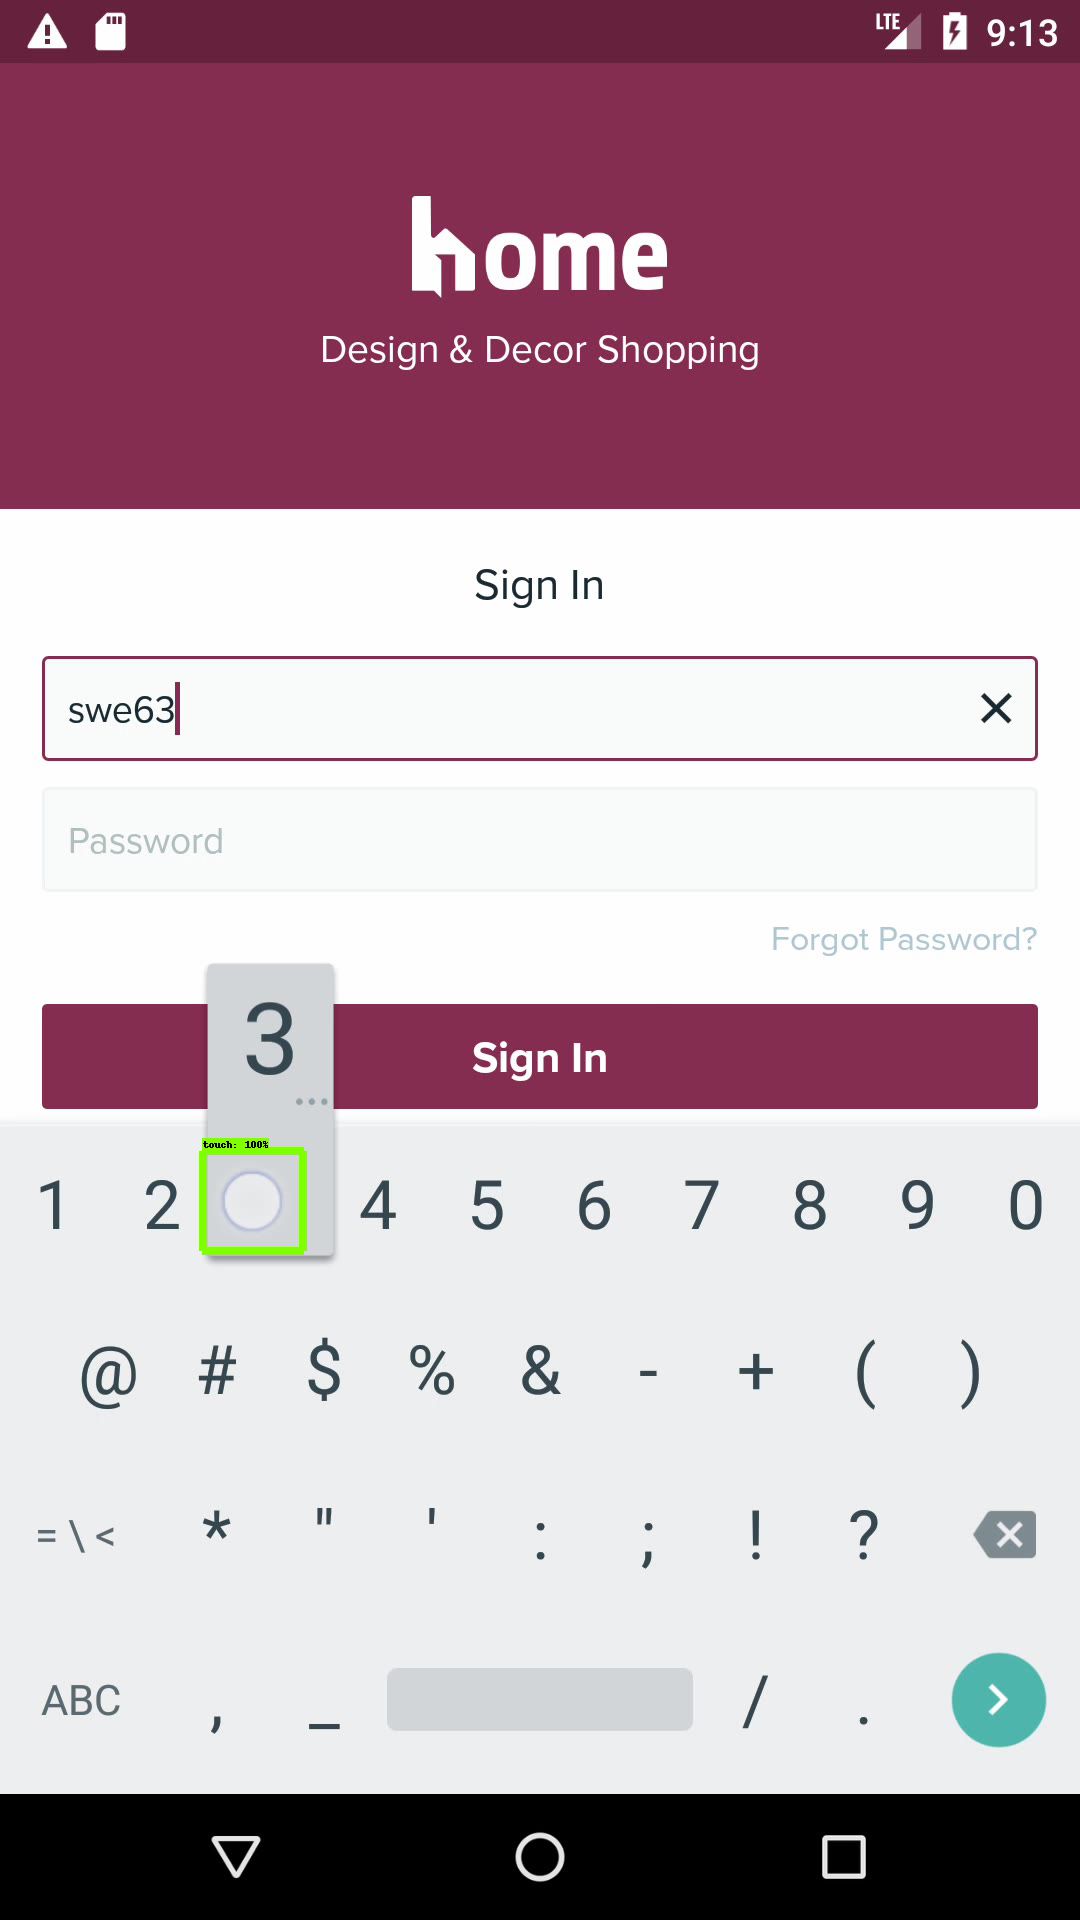 LTE 9:13
home
Design & Decor Shopping
Sign In
swe63
Password
Forgot Password?
3
...
Sign In
touch: 100%
1 2 4 5 6 7 8 9 0
@ # $ % & - + ( )
= \ < * " ' : ; ! ?
ABC , _ / .